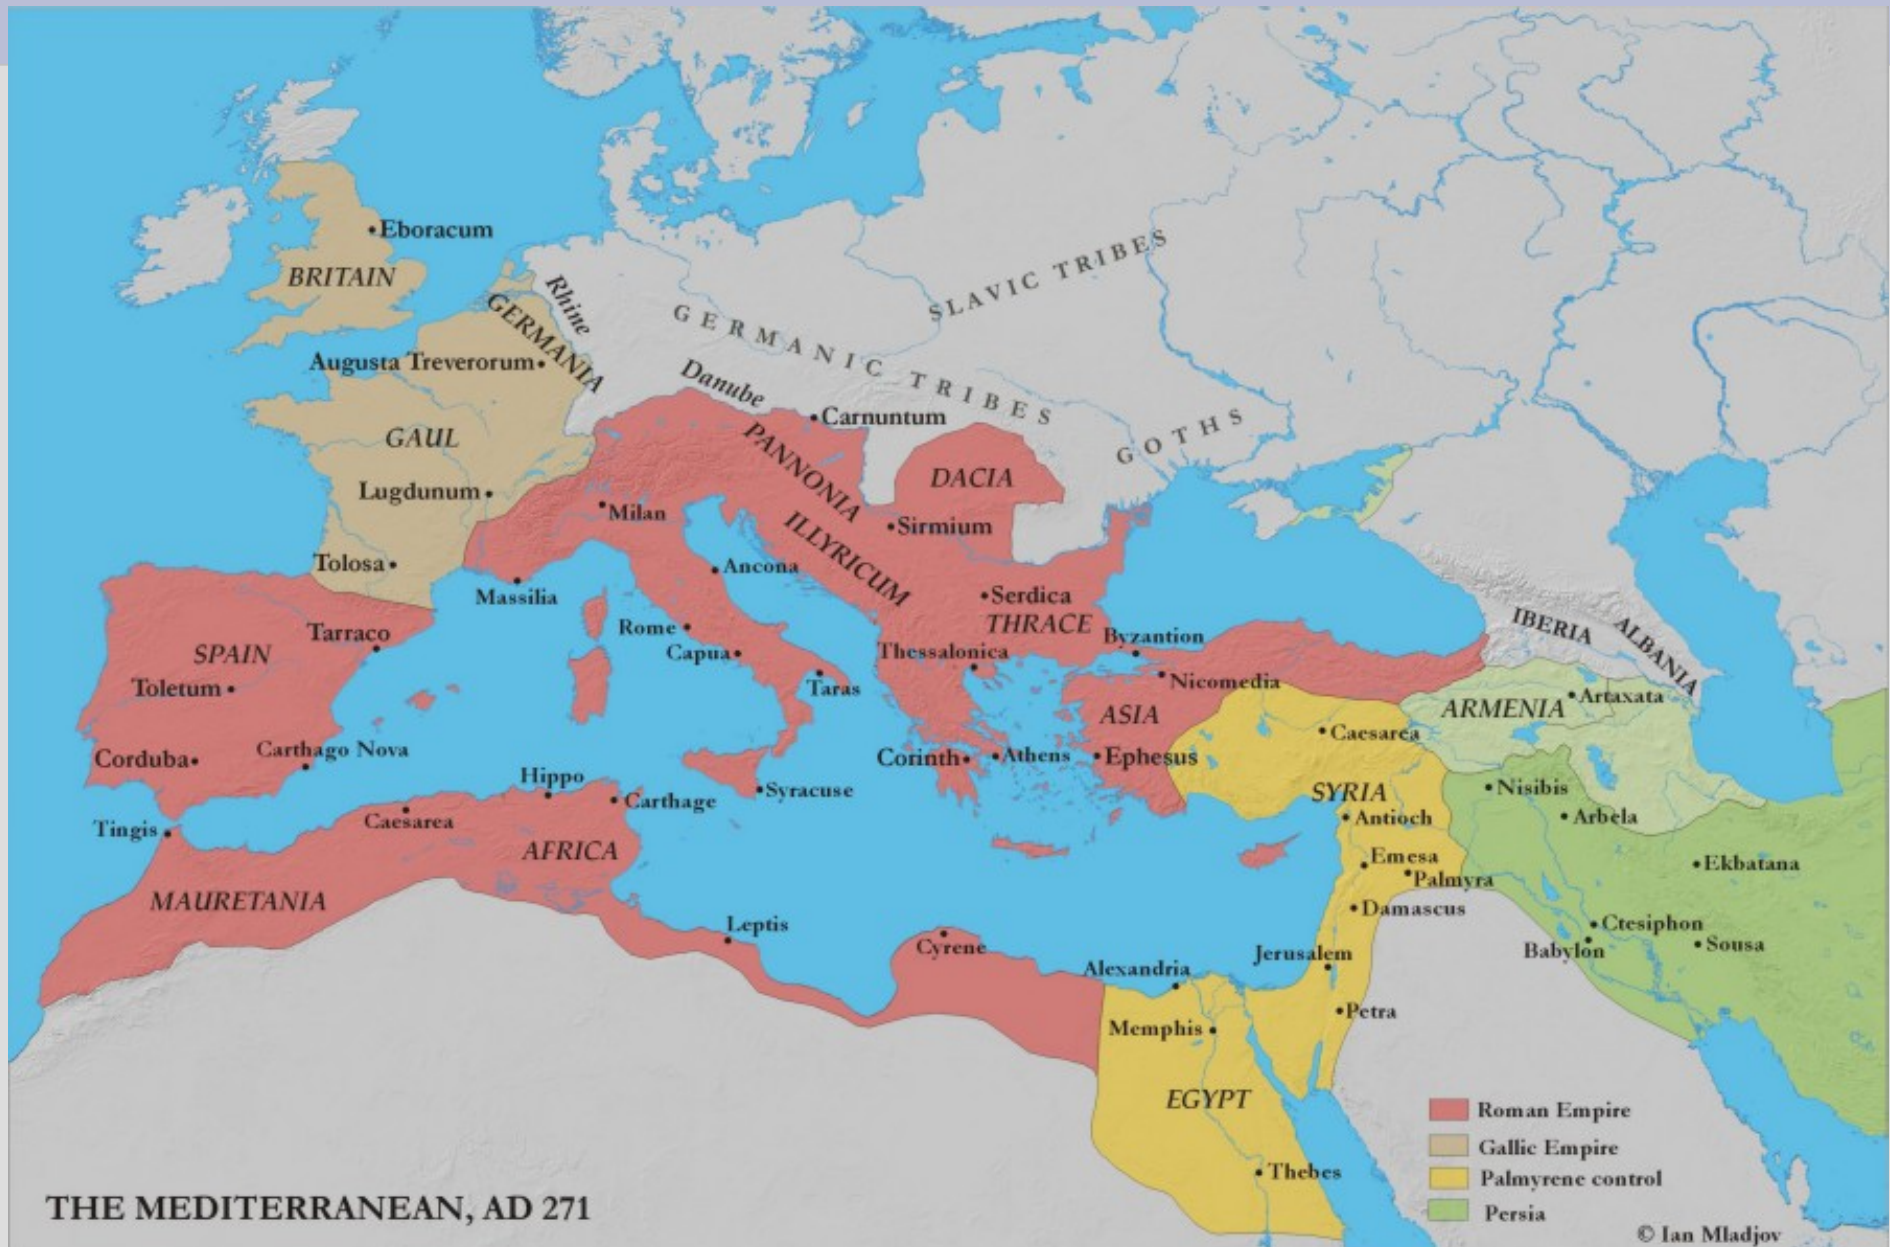 Eboracum
BRITAIN
Rhine
GERMANIA
SLAVIC TRIBES
GERMANIC TRIBES
Augusta Treverorum
Danube
Carnuntum
GOTHS
GAUL
PANNONIA
DACIA
Lugdunum
Milan
Sirmium
ILLYRICUM
Tolosa
Ancona
Massilia
Serdica
THRACE
Rome
Tarraco
SPAIN
Capua
Thessalonica
Byzantion
IBERIA
ALBANIA
Toletum
Taras
Nicomedia
ASIA
ARMENIA
Artaxata
Caesarea
Corduba
Carthago Nova
Corinth
Athens
Ephesus
Hippo
Carthage
Syracuse
SYRIA
Nisibis
Tingis
Caesarea
Antioch
Arbela
AFRICA
Emesa
Palmyra
Ekbatana
MAURETANIA
Damascus
Leptis
Cyrene
Ctesiphon
Babylon
Sousa
Jerusalem
Alexandria
Petra
Memphis
EGYPT
Thebes
Roman Empire
Gallic Empire
Palmyrene control
Persia
THE MEDITERRANEAN, AD 271
© Ian Mladjov